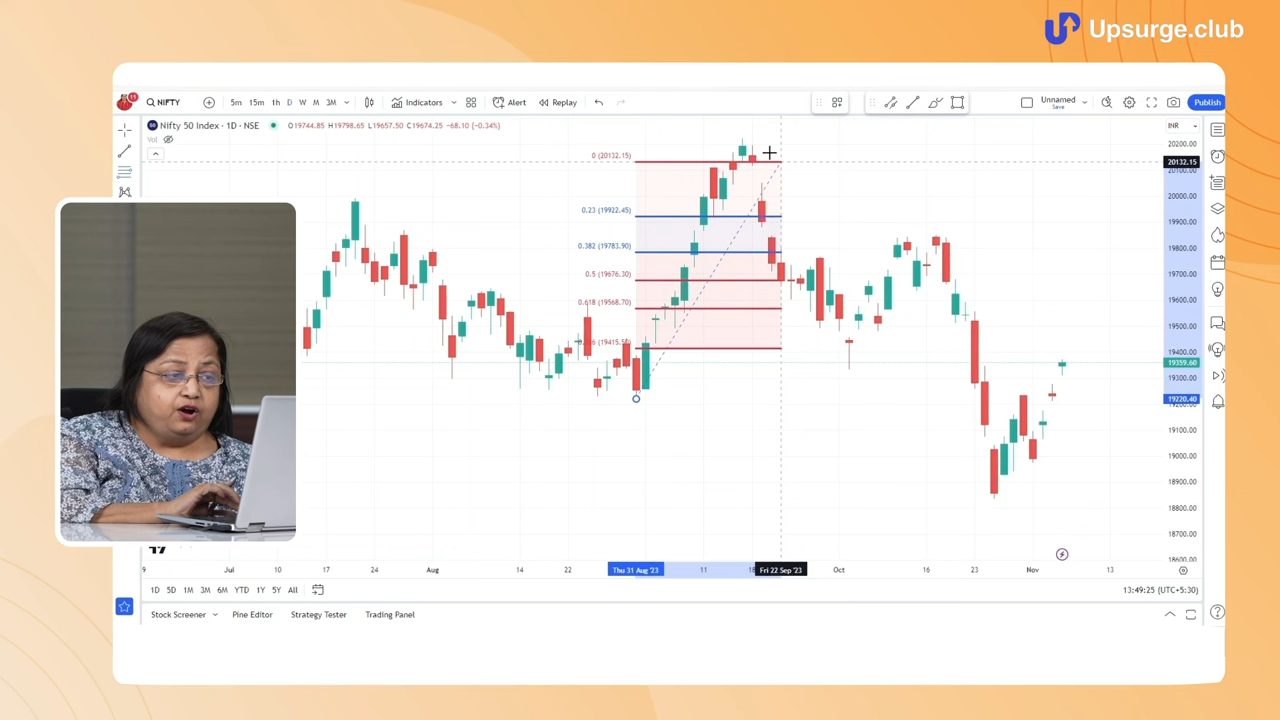 Upsurge.club
11
NIFTY
5m 15m 1h D W M 3M
Indicators
Alert
Replay
Unnamed
Save
Publish
Nifty 50 Index · 1D · NSE
O19744.85 H19798.65 L19657.50 C19674.25 -68.10 (-0.34%)
INR
Vol
20200.00
0 (20132.15)
20132.15
20100.00
20000.00
0.23 (19922.45)
19900.00
0.382 (19783.90)
19800.00
0.5 (19676.30)
19700.00
0.618 (19568.70)
19600.00
19500.00
19400.00
19359.60
19300.00
19220.40
19100.00
19000.00
18900.00
18800.00
18700.00
18600.00
9 Jul 10 17 24 Aug 14 22 Thu 31 Aug '23 11 18 Fri 22 Sep '23 Oct 16 23 Nov 13
1D 5D 1M 3M 6M YTD 1Y 5Y All
13:49:25 (UTC+5:30)
Stock Screener Pine Editor Strategy Tester Trading Panel